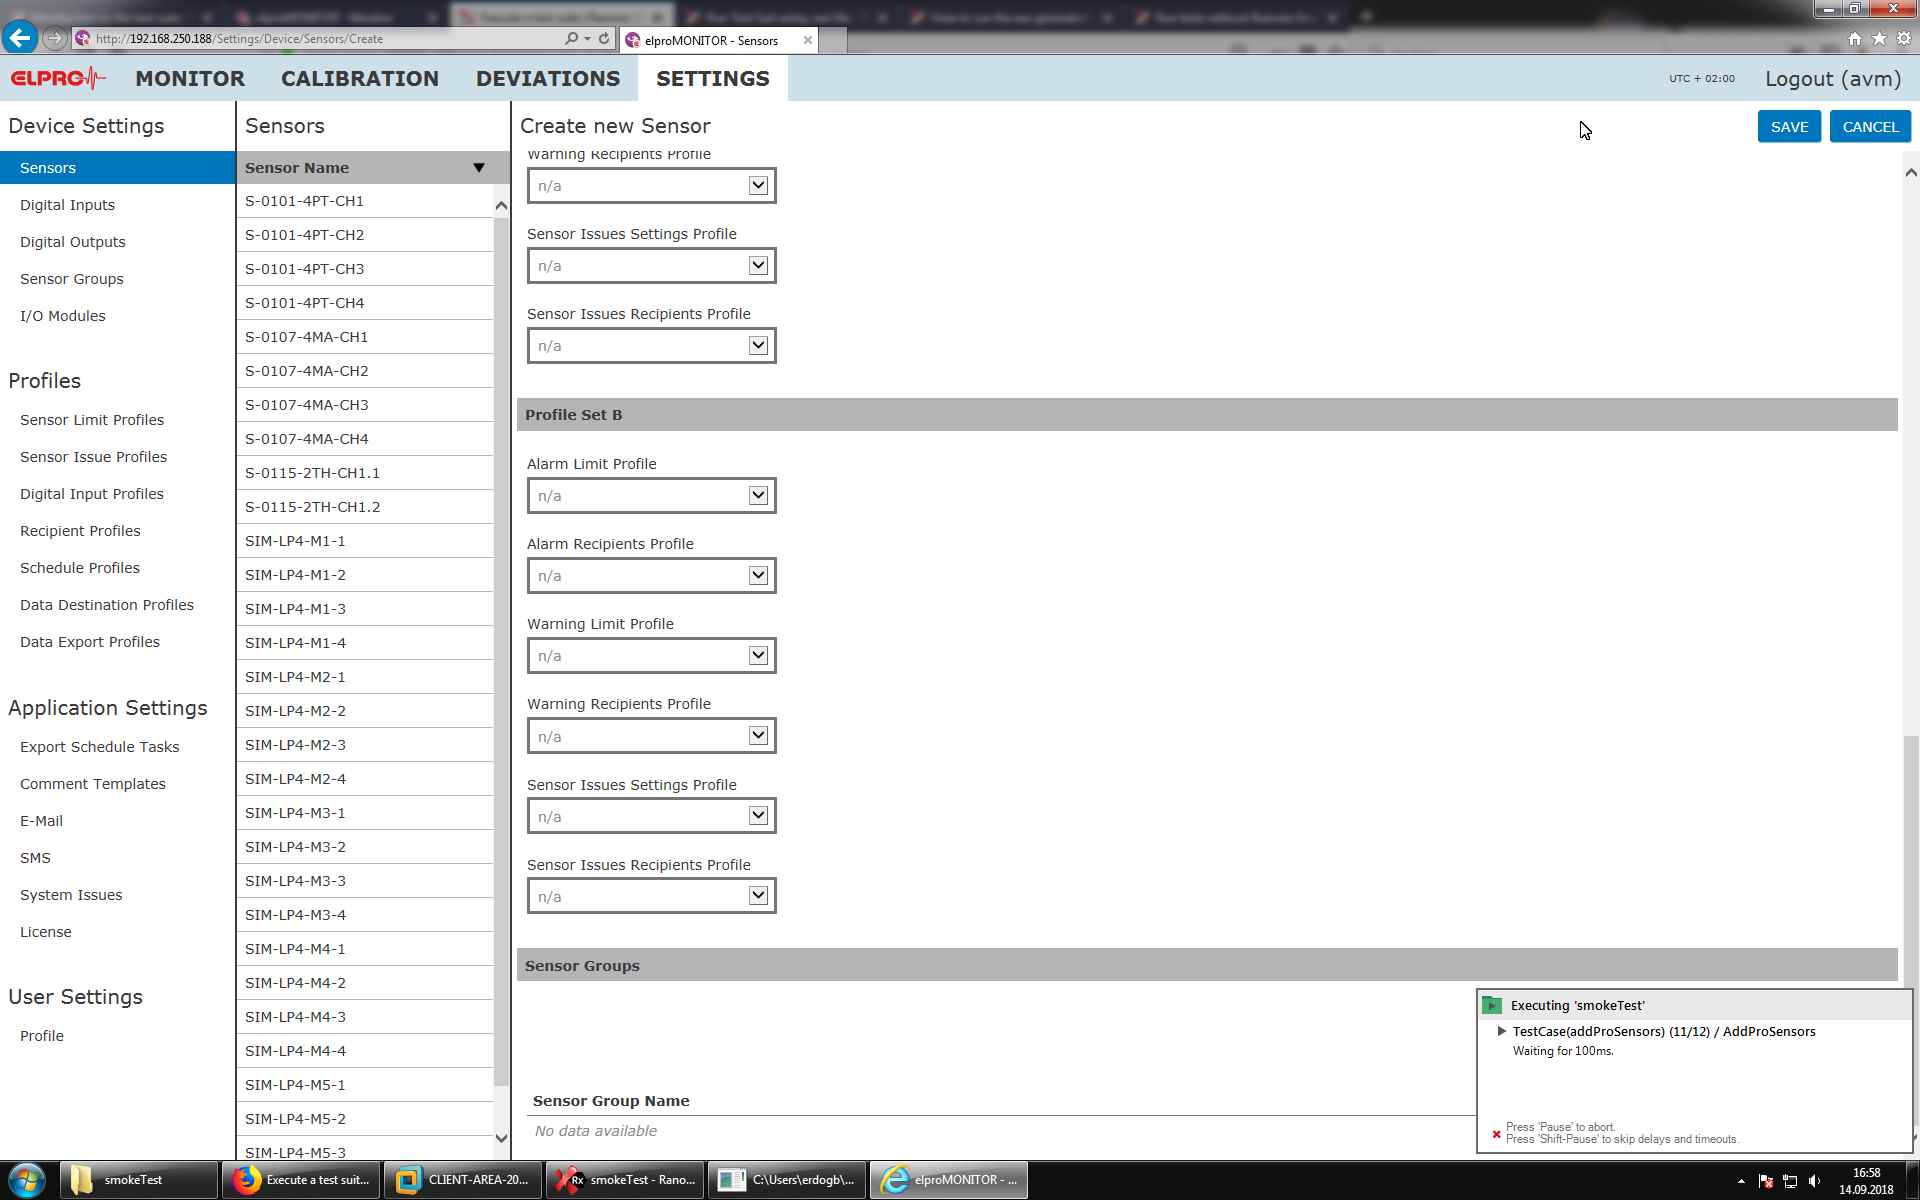 http://192.168.250.188/Settings/Device/Sensors/Create
elproMONITOR - Sensors
ELPRO
MONITOR
CALIBRATION
DEVIATIONS
SETTINGS
UTC + 02:00
Logout (avm)
Device Settings
Sensors
Digital Inputs
Digital Outputs
Sensor Groups
I/O Modules
Profiles
Sensor Limit Profiles
Sensor Issue Profiles
Digital Input Profiles
Recipient Profiles
Schedule Profiles
Data Destination Profiles
Data Export Profiles
Application Settings
Export Schedule Tasks
Comment Templates
E-Mail
SMS
System Issues
License
User Settings
Profile
Sensors
Sensor Name
S-0101-4PT-CH1
S-0101-4PT-CH2
S-0101-4PT-CH3
S-0101-4PT-CH4
S-0107-4MA-CH1
S-0107-4MA-CH2
S-0107-4MA-CH3
S-0107-4MA-CH4
S-0115-2TH-CH1.1
S-0115-2TH-CH1.2
SIM-LP4-M1-1
SIM-LP4-M1-2
SIM-LP4-M1-3
SIM-LP4-M1-4
SIM-LP4-M2-1
SIM-LP4-M2-2
SIM-LP4-M2-3
SIM-LP4-M2-4
SIM-LP4-M3-1
SIM-LP4-M3-2
SIM-LP4-M3-3
SIM-LP4-M3-4
SIM-LP4-M4-1
SIM-LP4-M4-2
SIM-LP4-M4-3
SIM-LP4-M4-4
SIM-LP4-M5-1
SIM-LP4-M5-2
SIM-LP4-M5-3
Create new Sensor
SAVE
CANCEL
Warning Recipients Profile
n/a
Sensor Issues Settings Profile
n/a
Sensor Issues Recipients Profile
n/a
Profile Set B
Alarm Limit Profile
n/a
Alarm Recipients Profile
n/a
Warning Limit Profile
n/a
Warning Recipients Profile
n/a
Sensor Issues Settings Profile
n/a
Sensor Issues Recipients Profile
n/a
Sensor Groups
Sensor Group Name
No data available
Executing 'smokeTest'
TestCase(addProSensors) (11/12) / AddProSensors
Waiting for 100ms.
Press 'Pause' to abort.
Press 'Shift-Pause' to skip delays and timeouts.
smokeTest
Execute a test suit...
CLIENT-AREA-20...
Rx
smokeTest - Rano...
C:\Users\erdogb\...
elproMONITOR - ...
16:58
14.09.2018